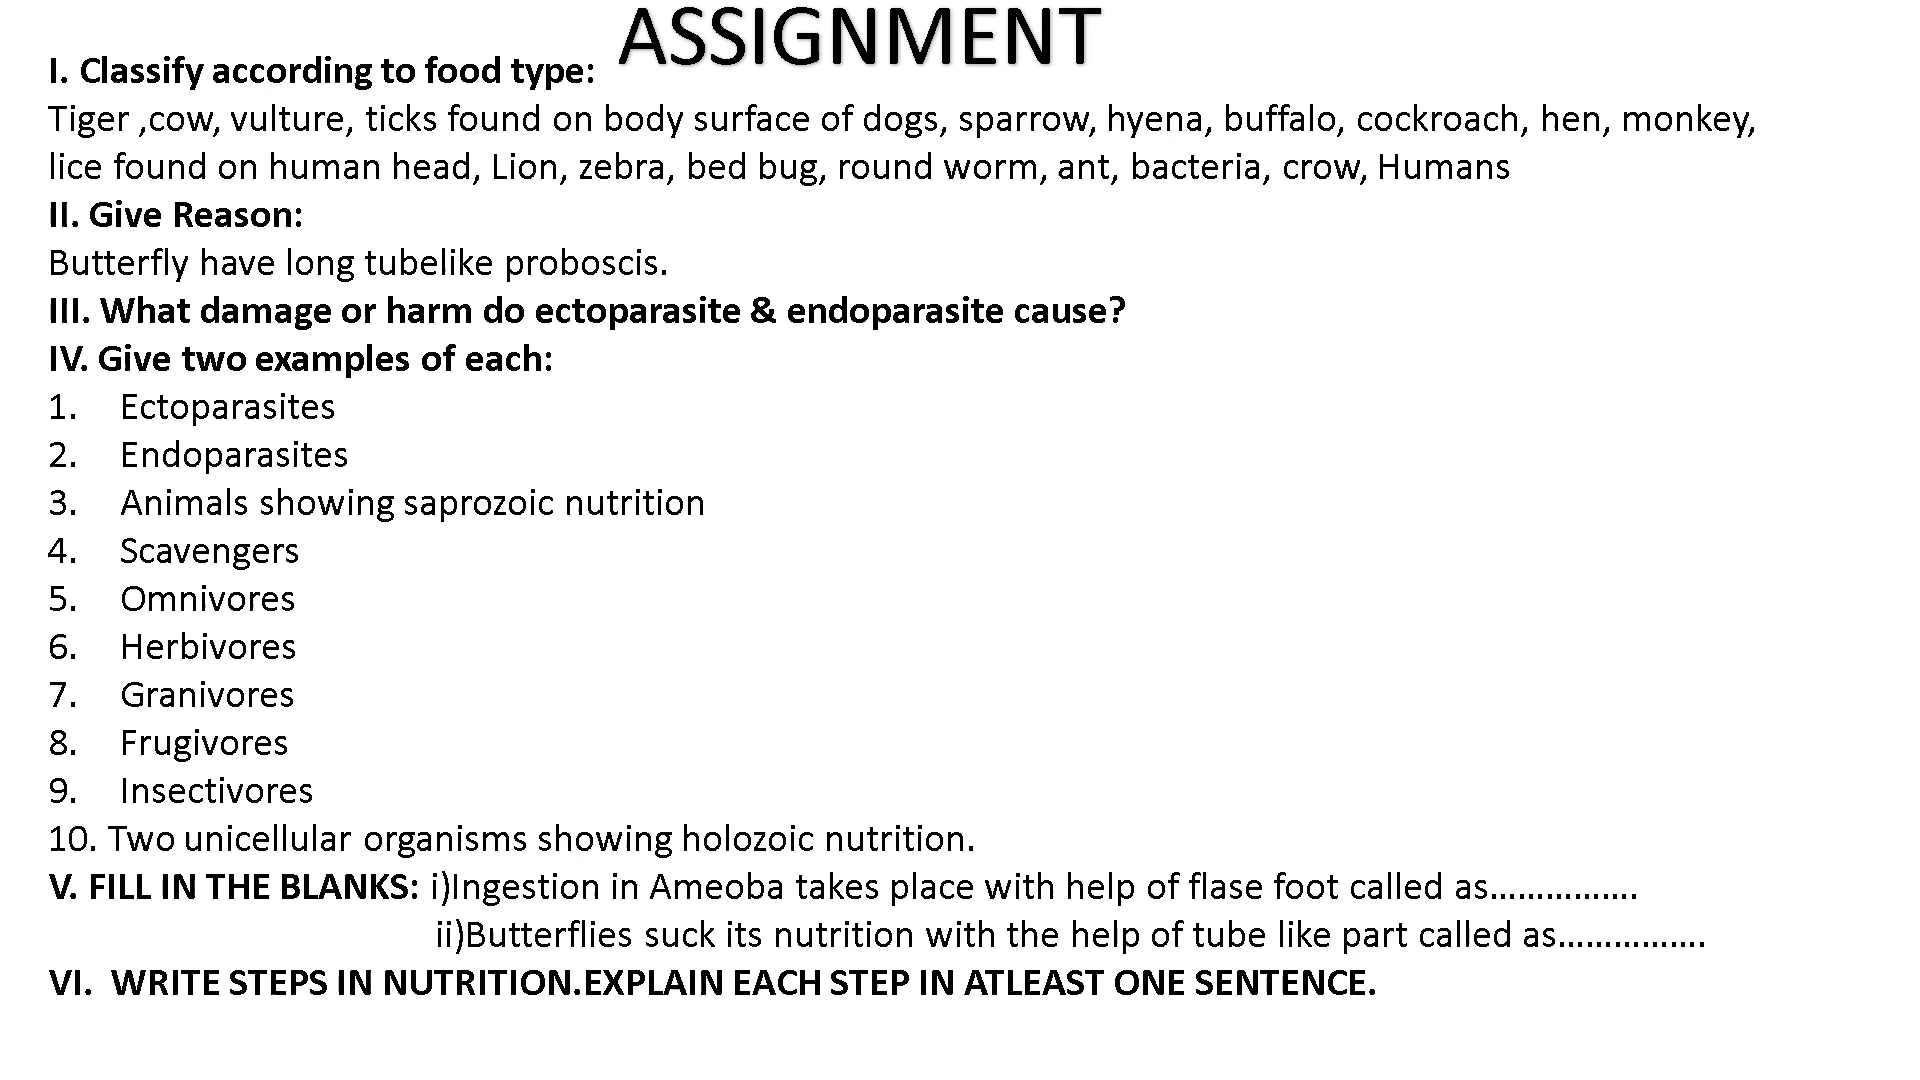 ASSIGNMENT
I. Classify according to food type:
Tiger ,cow, vulture, ticks found on body surface of dogs, sparrow, hyena, buffalo, cockroach, hen, monkey,
lice found on human head, Lion, zebra, bed bug, round worm, ant, bacteria, crow, Humans
II. Give Reason:
Butterfly have long tubelike proboscis.
III. What damage or harm do ectoparasite & endoparasite cause?
IV. Give two examples of each:
1. Ectoparasites
2. Endoparasites
3. Animals showing saprozoic nutrition
4. Scavengers
5. Omnivores
6. Herbivores
7. Granivores
8. Frugivores
9. Insectivores
10. Two unicellular organisms showing holozoic nutrition.
V. FILL IN THE BLANKS: i)Ingestion in Ameoba takes place with help of flase foot called as................
ii)Butterflies suck its nutrition with the help of tube like part called as................
VI. WRITE STEPS IN NUTRITION.EXPLAIN EACH STEP IN ATLEAST ONE SENTENCE.